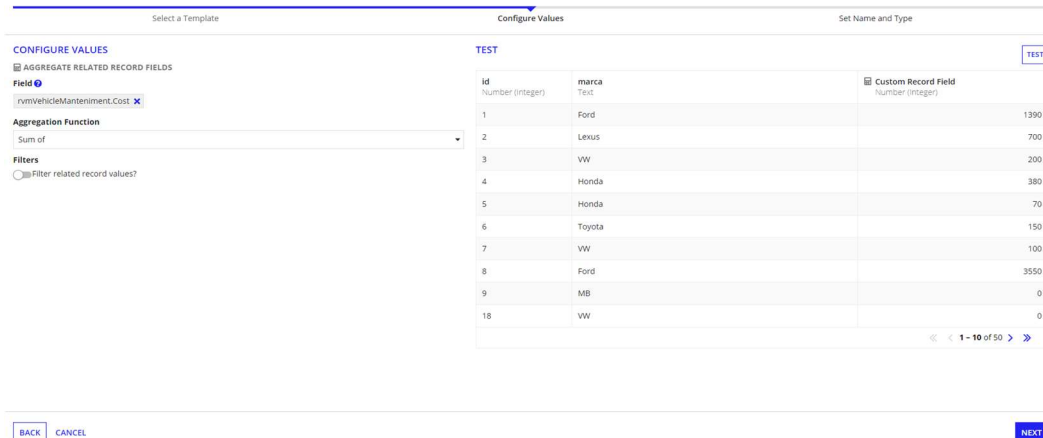 Select a Template Configure Values Set Name and Type
CONFIGURE VALUES
AGGREGATE RELATED RECORD FIELDS
Field
rvmVehicleManteniment.Cost
Aggregation Function
Sum of
Filters
Filter related record values?
TEST TEST
id marca Custom Record Field
Number (Integer) Text Number (Integer)
1 Ford 1390
2 Lexus 700
3 VW 200
4 Honda 380
5 Honda 70
6 Toyota 150
7 VW 100
8 Ford 3550
9 MB 0
18 VW 0
1 – 10 of 50
BACK CANCEL NEXT